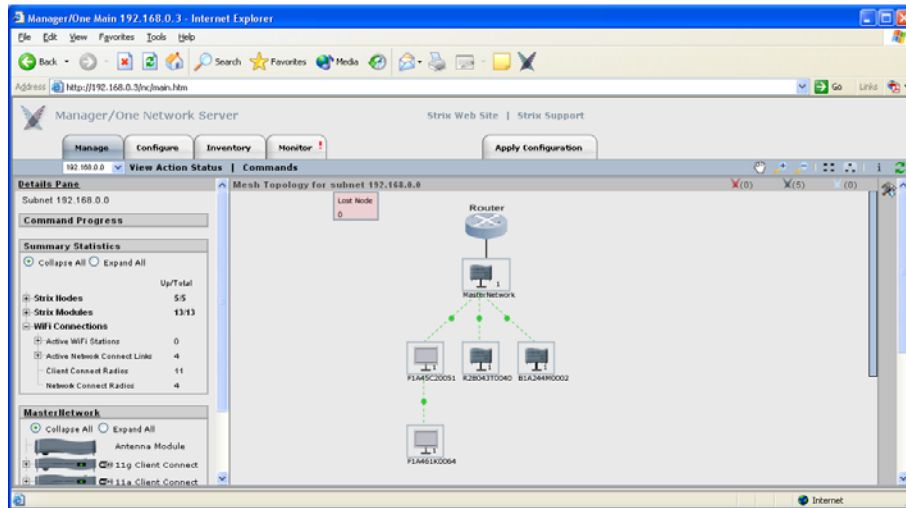 Manager/One Main 192.168.0.3 - Internet Explorer
File Edit View Favorites Tools Help
Back Search Favorites Media
Address http://192.168.0.3/nc/main.htm Go Links
Manager/One Network Server Strix Web Site | Strix Support
Manage Configure Inventory Monitor ! Apply Configuration
192.168.0.0 View Action Status | Commands
Details Pane
Subnet 192.168.0.0
Command Progress
Summary Statistics
Collapse All Expand All
Up/Total
Strix Nodes 5/5
Strix Modules 13/13
WiFi Connections
Active WiFi Stations 0
Active Network Connect Links 4
Client Connect Radios 11
Network Connect Radios 4
MasterNetwork
Collapse All Expand All
Antenna Module
11g Client Connect
11a Client Connect
Mesh Topology for subnet 192.168.0.0 (0) (5) (0)
Lost Node
0
Router
1
MasterNetwork
F1A45C20051 R2B043T0040 B1A244M0002
F1A461K0064
Internet